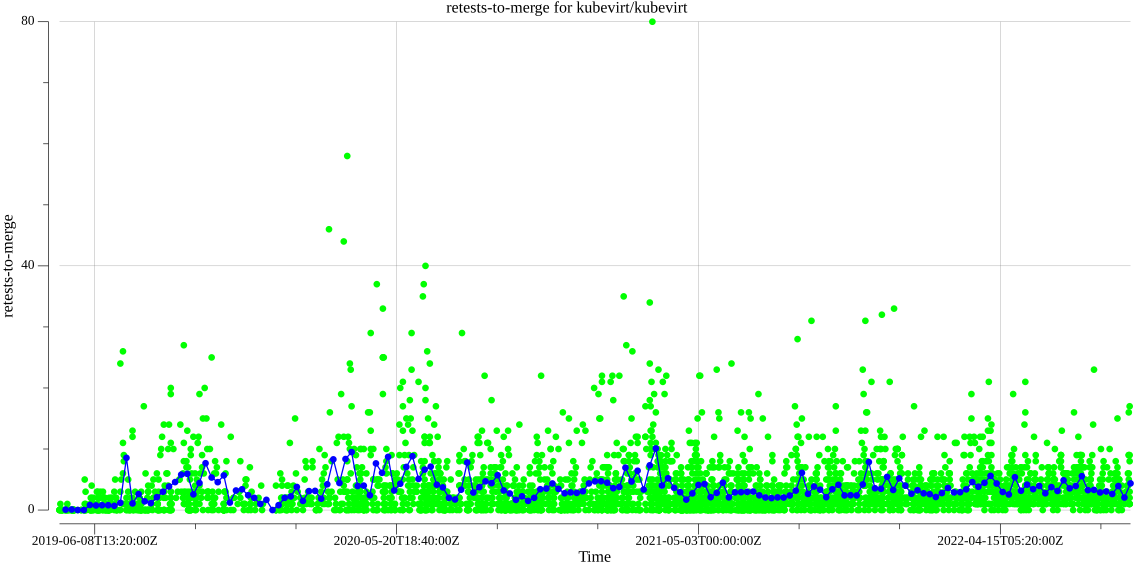 retests-to-merge for kubevirt/kubevirt
80
40
0
retests-to-merge
2019-06-08T13:20:00Z
2020-05-20T18:40:00Z
2021-05-03T00:00:00Z
2022-04-15T05:20:00Z
Time